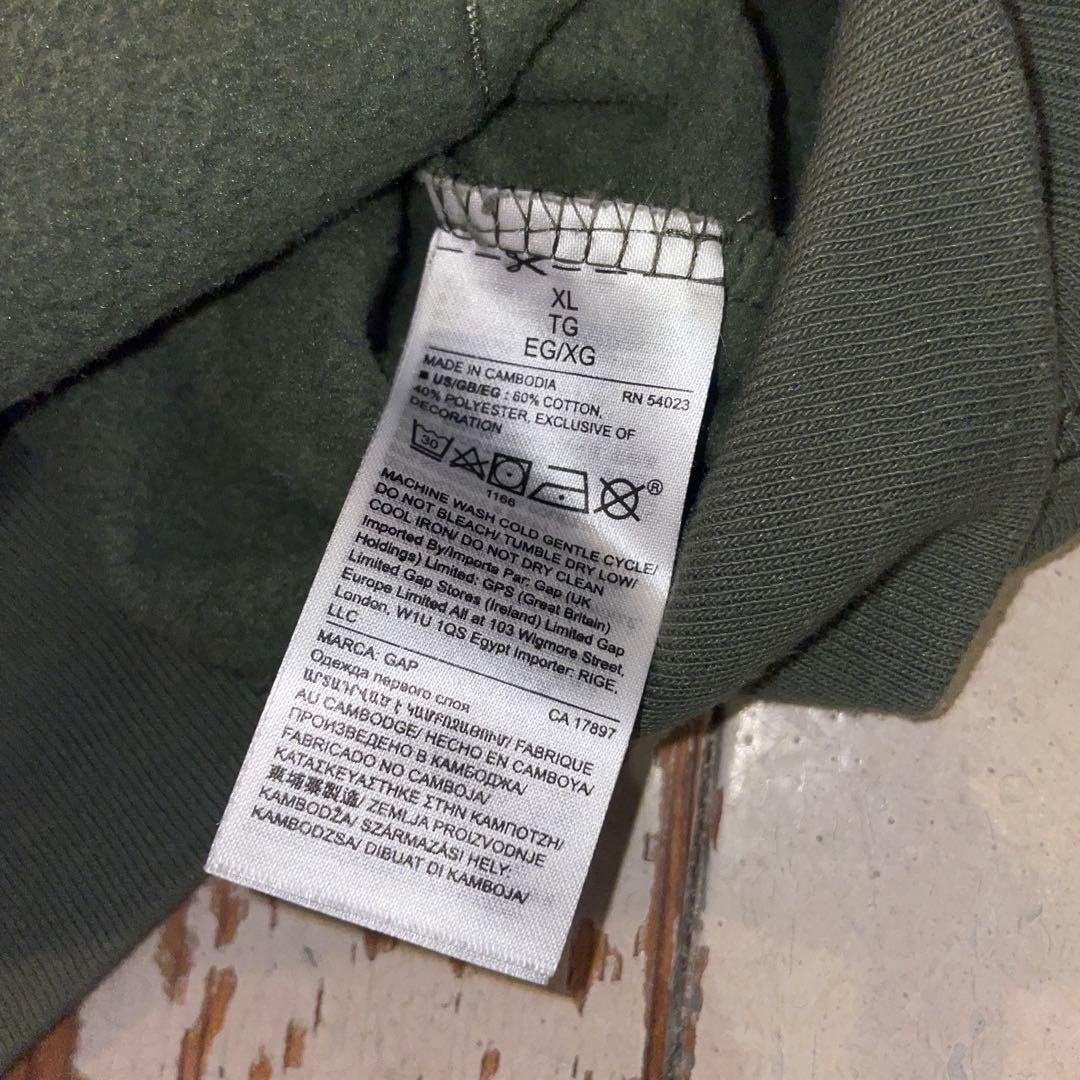 XL
TG
EG/XG
MADE IN CAMBODIA RN 54023
■ US/GB/EG : 60% COTTON,
40% POLYESTER, EXCLUSIVE OF
DECORATION
30 ®
1166
MACHINE WASH COLD GENTLE CYCLE/
DO NOT BLEACH/ TUMBLE DRY LOW/
COOL IRON/ DO NOT DRY CLEAN
Imported By/Importe Par: Gap (UK
Holdings) Limited: GPS (Great Britain)
Limited Gap Stores (Ireland) Limited Gap
Europe Limited All at 103 Wigmore Street,
London, W1U 1QS Egypt Importer: RIGE,
LLC
MARCA: GAP
Одежда первого слоя CA 17897
ԱՐՏԱԴՐՎԱԾ Է ԿԱՄԲՈՋԱՅՈՒՄ/ FABRIQUE
AU CAMBODGE/ HECHO EN CAMBOYA/
ПРОИЗВЕДЕНО В КАМБОДЖА/
FABRICADO NO CAMBOJA/
ΚΑΤΑΣΚΕΥΑΣΤΗΚΕ ΣΤΗΝ ΚΑΜΠΟΤΖΗ/
柬埔寨製造/ ZEMLJA PROIZVODNJE
KAMBODŽA/ SZÁRMAZÁSI HELY:
KAMBODZSA/ DIBUAT DI KAMBOJA/